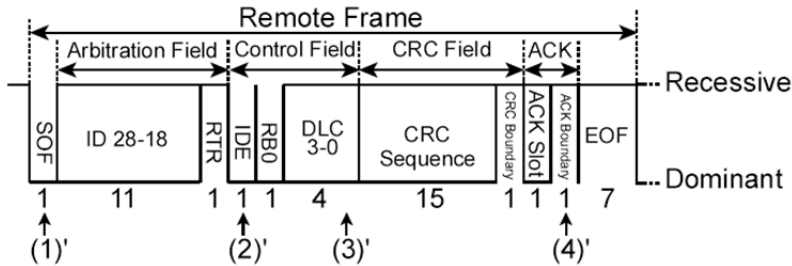 Remote Frame
Arbitration Field Control Field CRC Field ACK
Recessive
SOF ID 28-18 RTR IDE RB0 DLC 3-0 CRC Sequence CRC Boundary ACK Slot ACK Boundary EOF
Dominant
1 11 1 1 1 4 15 1 1 1 7
(1)' (2)' (3)' (4)'